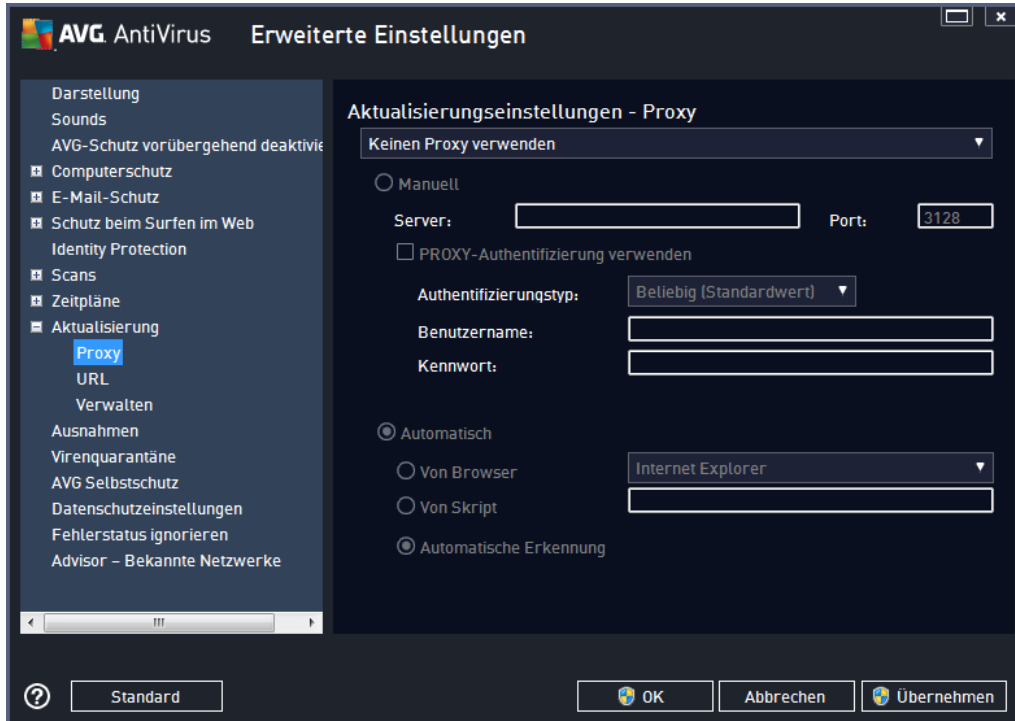 AVG. AntiVirus Erweiterte Einstellungen
Darstellung
Sounds
AVG-Schutz vorübergehend deaktivie
Computerschutz
E-Mail-Schutz
Schutz beim Surfen im Web
Identity Protection
Scans
Zeitpläne
Aktualisierung
Proxy
URL
Verwalten
Ausnahmen
Virenquarantäne
AVG Selbstschutz
Datenschutzeinstellungen
Fehlerstatus ignorieren
Advisor – Bekannte Netzwerke
Aktualisierungseinstellungen - Proxy
Keinen Proxy verwenden
Manuell
Server: Port: 3128
PROXY-Authentifizierung verwenden
Authentifizierungstyp: Beliebig (Standardwert)
Benutzername:
Kennwort:
Automatisch
Von Browser Internet Explorer
Von Skript
Automatische Erkennung
Standard OK Abbrechen Übernehmen